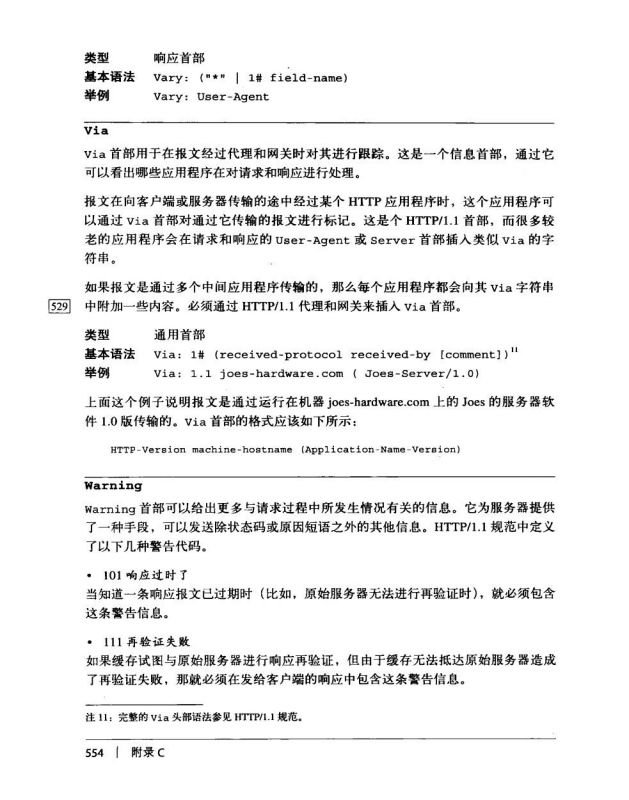 类型 响应首部
基本语法 Vary: ("*" | 1# field-name)
举例 Vary: User-Agent
Via
Via 首部用于在报文经过代理和网关时对其进行跟踪。这是一个信息首部，通过它
可以看出哪些应用程序在对请求和响应进行处理。
报文在向客户端或服务器传输的途中经过某个 HTTP 应用程序时，这个应用程序可
以通过 Via 首部对通过它传输的报文进行标记。这是个 HTTP/1.1 首部，而很多较
老的应用程序会在请求和响应的 User-Agent 或 Server 首部插入类似 Via 的字
符串。
如果报文是通过多个中间应用程序传输的，那么每个应用程序都会向其 Via 字符串
529 中附加一些内容。必须通过 HTTP/1.1 代理和网关来插入 Via 首部。
类型 通用首部
基本语法 Via: 1# (received-protocol received-by [comment])11
举例 Via: 1.1 joes-hardware.com ( Joes-Server/1.0)
上面这个例子说明报文是通过运行在机器 joes-hardware.com 上的 Joes 的服务器软
件 1.0 版传输的。Via 首部的格式应该如下所示：
HTTP-Version machine-hostname (Application-Name-Version)
Warning
Warning 首部可以给出更多与请求过程中所发生情况有关的信息。它为服务器提供
了一种手段，可以发送除状态码或原因短语之外的其他信息。HTTP/1.1 规范中定义
了以下几种警告代码。
• 101 响应过时了
当知道一条响应报文已过期时（比如，原始服务器无法进行再验证时），就必须包含
这条警告信息。
• 111 再验证失败
如果缓存试图与原始服务器进行响应再验证，但由于缓存无法抵达原始服务器造成
了再验证失败，那就必须在发给客户端的响应中包含这条警告信息。
注 11：完整的 Via 头部语法参见 HTTP/1.1 规范。
554 | 附录 C